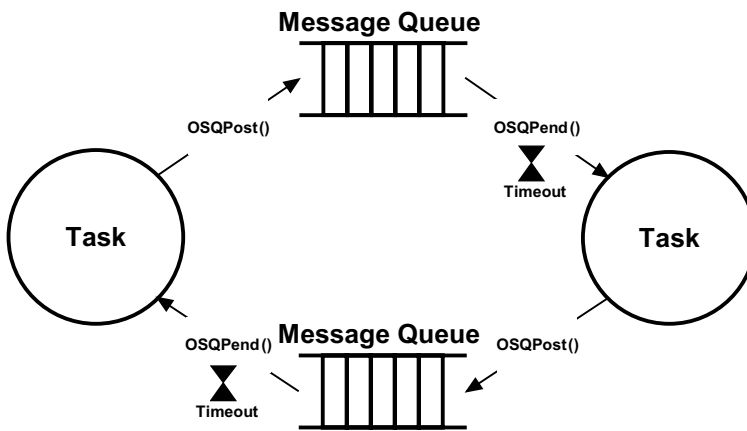 Message Queue
OSQPost()
OSQPend()
Timeout
Task
Task
Message Queue
OSQPend()
OSQPost()
Timeout